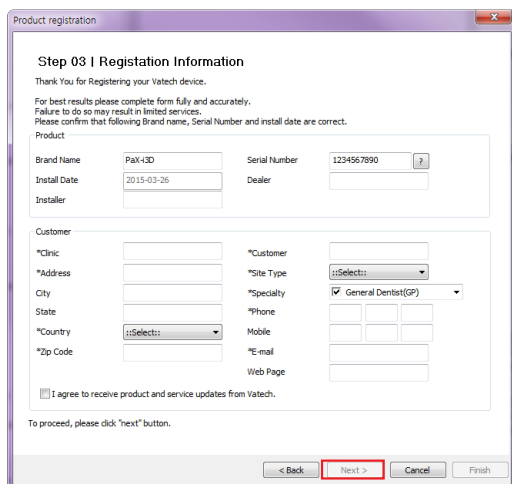 Product registration
Step 03 | Registation Information
Thank You for Registering your Vatech device.
For best results please complete form fully and accurately.
Failure to do so may result in limited services.
Please confirm that following Brand name, Serial Number and install date are correct.
Product
Brand Name PaX-i3D Serial Number 1234567890 ?
Install Date 2015-03-26 Dealer
Installer
Customer
*Clinic *Customer
*Address *Site Type ::Select::
City *Specialty General Dentist(GP)
State *Phone
*Country ::Select:: Mobile
*Zip Code *E-mail
Web Page
I agree to receive product and service updates from Vatech.
To proceed, please click "next" button.
< Back Next > Cancel Finish